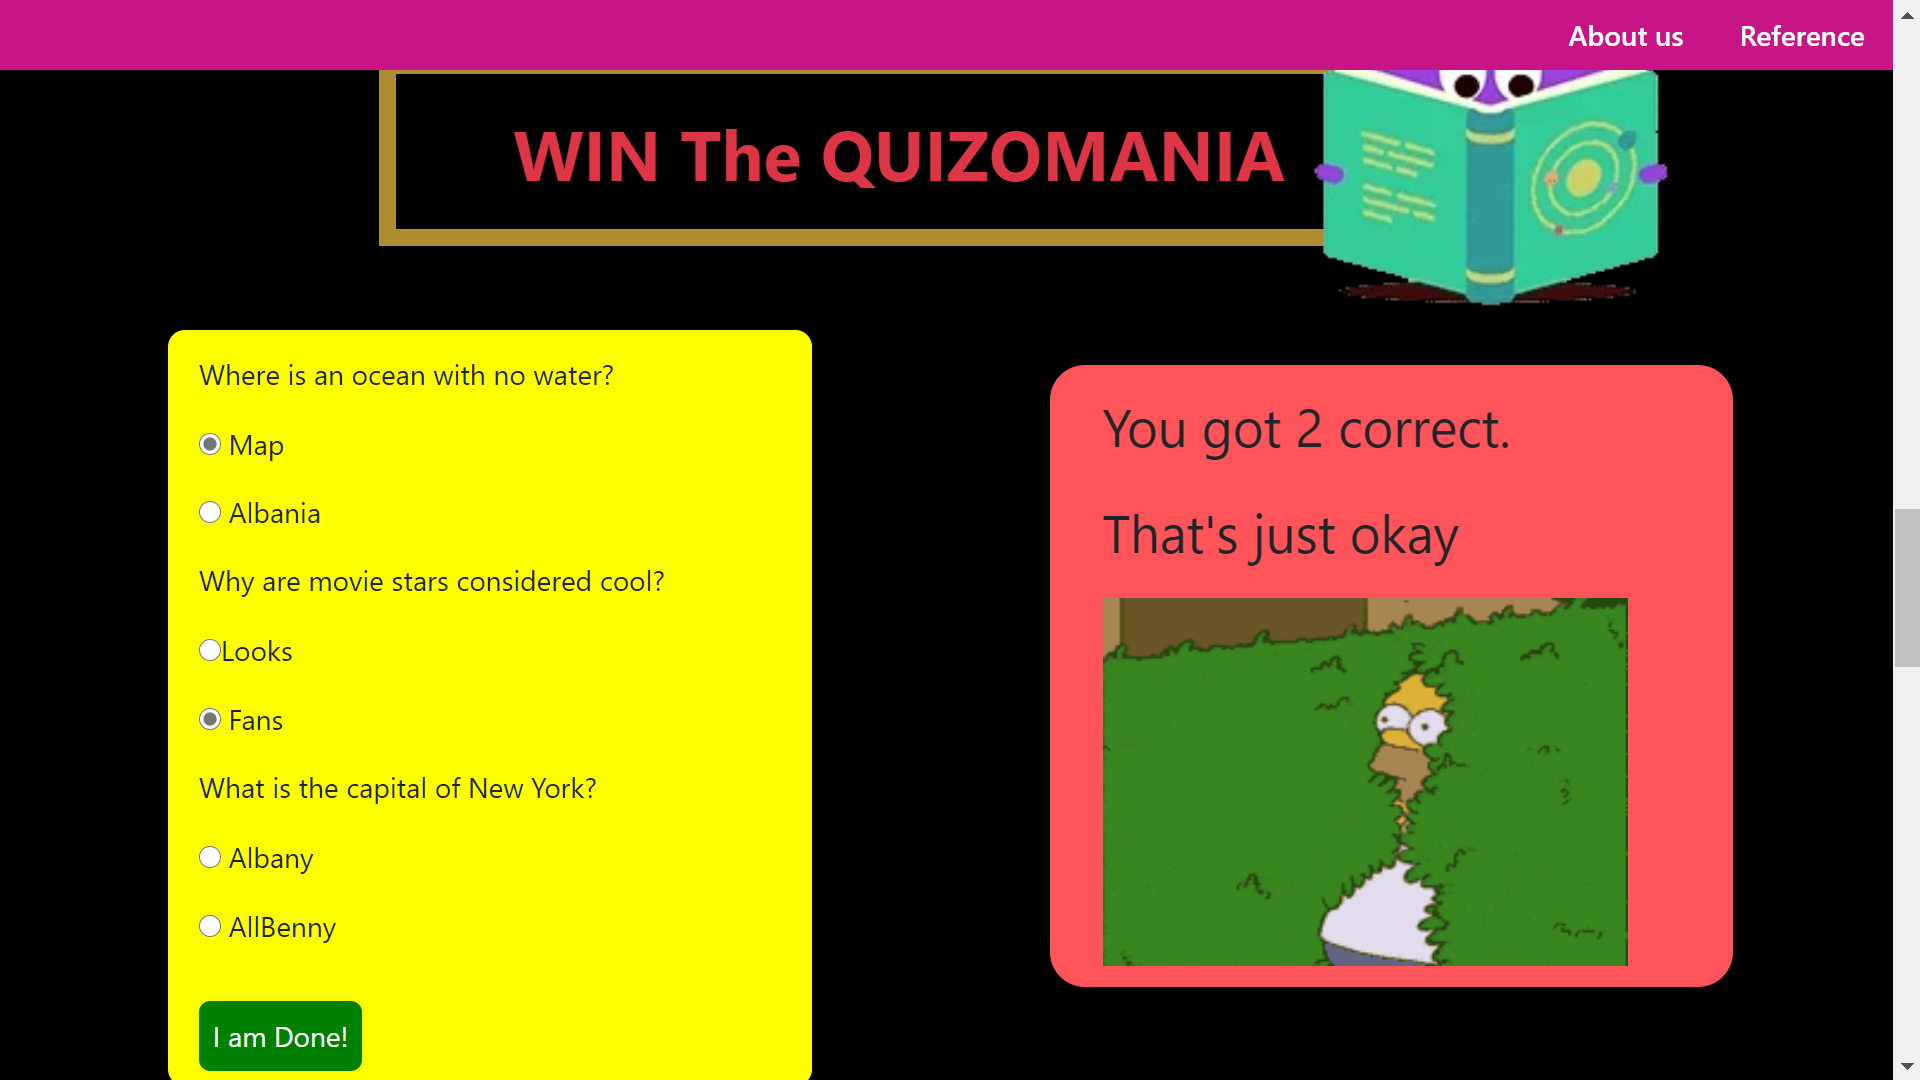 About us
Reference
WIN The QUIZOMANIA
Where is an ocean with no water?
Map
Albania
Why are movie stars considered cool?
Looks
Fans
What is the capital of New York?
Albany
AllBenny
I am Done!
You got 2 correct.
That's just okay